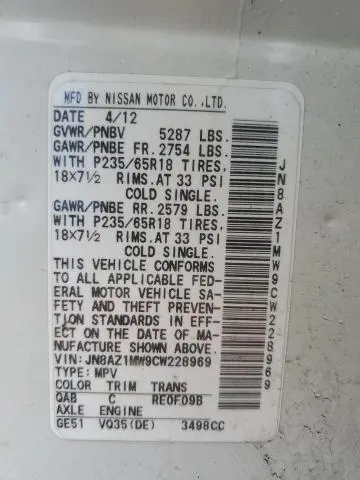 MFD BY NISSAN MOTOR CO.,LTD.
DATE 4/12
GVWR/PNBV 5287 LBS.
GAWR/PNBE FR. 2754 LBS.
WITH P235/65R18 TIRES,
18×7½ RIMS.AT 33 PSI
COLD SINGLE.
GAWR/PNBE RR. 2579 LBS.
WITH P235/65R18 TIRES,
18×7½ RIMS.AT 33 PSI
COLD SINGLE.
THIS VEHICLE CONFORMS
TO ALL APPLICABLE FED-
ERAL MOTOR VEHICLE SA-
FETY AND THEFT PREVEN-
TION STANDARDS IN EFF-
ECT ON THE DATE OF MA-
NUFACTURE SHOWN ABOVE
VIN:JN8AZ1MW9CW228969
TYPE: MPV
COLOR TRIM TRANS
QAB C RE0F09B
AXLE ENGINE
GE51 VQ35(DE) 3498CC
JN8AZ1MW9CW228969